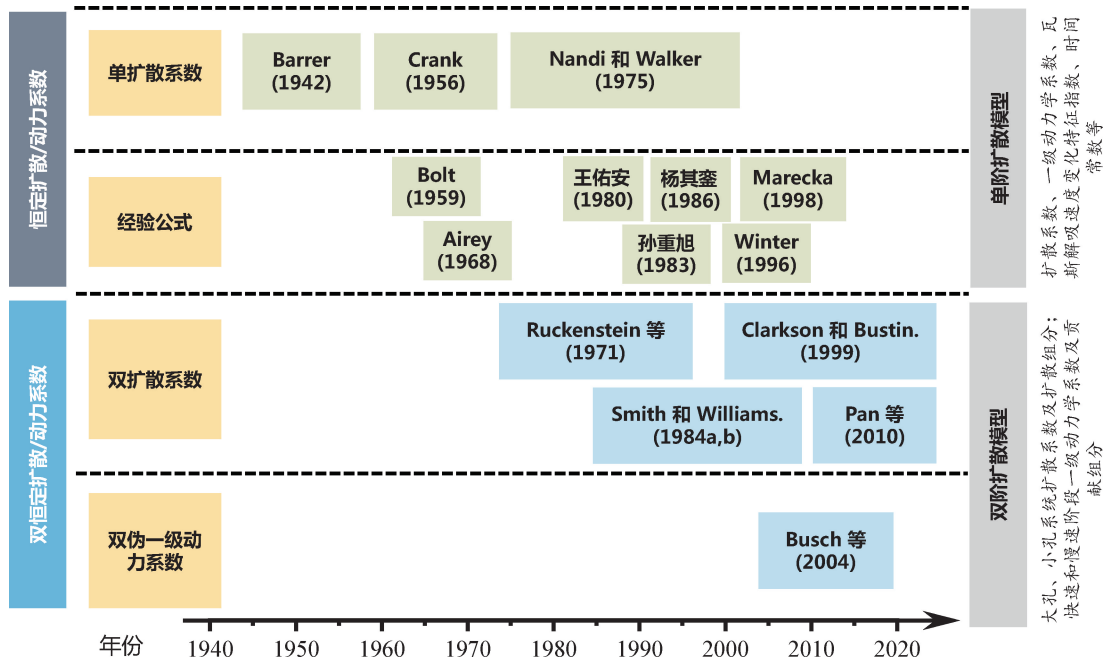 恒定扩散/动力系数
单扩散系数
Barrer
(1942)
Crank
(1956)
Nandi 和 Walker
(1975)
经验公式
Bolt
(1959)
王佑安
(1980)
杨其銮
(1986)
Marecka
(1998)
Airey
(1968)
孙重旭
(1983)
Winter
(1996)
单阶扩散模型
扩散系数、一级动力学系数、瓦
斯解吸速度变化特征指数、时间
常数等
双恒定扩散/动力系数
双扩散系数
Ruckenstein 等
(1971)
Clarkson 和 Bustin.
(1999)
Smith 和 Williams.
(1984a,b)
Pan 等
(2010)
双伪一级动
力系数
Busch 等
(2004)
双阶扩散模型
大孔、小孔系统扩散系数及扩散组分；
快速和慢速阶段一级动力学系数及贡
献组分
年份
1940
1950
1960
1970
1980
1990
2000
2010
2020